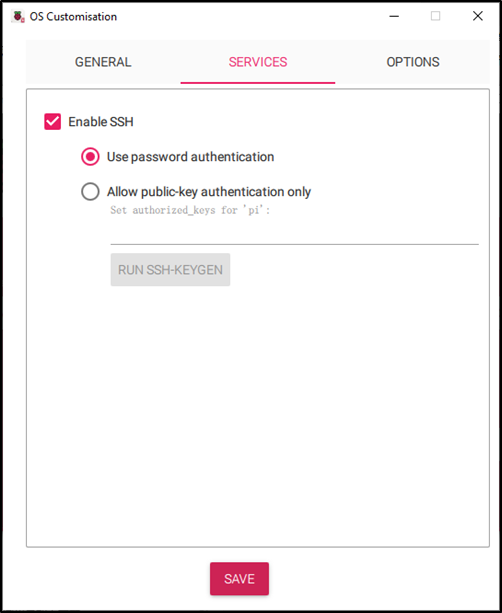 OS Customisation
GENERAL SERVICES OPTIONS
Enable SSH
Use password authentication
Allow public-key authentication only
Set authorized_keys for 'pi':
RUN SSH-KEYGEN
SAVE